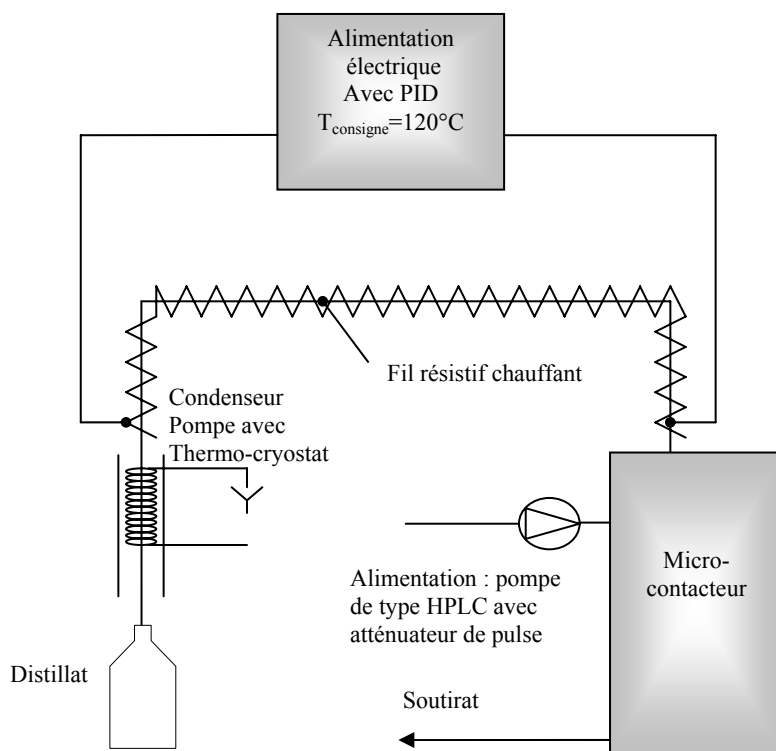 Alimentation
électrique
Avec PID
Tconsigne=120°C
Fil résistif chauffant
Condenseur
Pompe avec
Thermo-cryostat
Micro-
contacteur
Alimentation : pompe
de type HPLC avec
atténuateur de pulse
Distillat
Soutirat